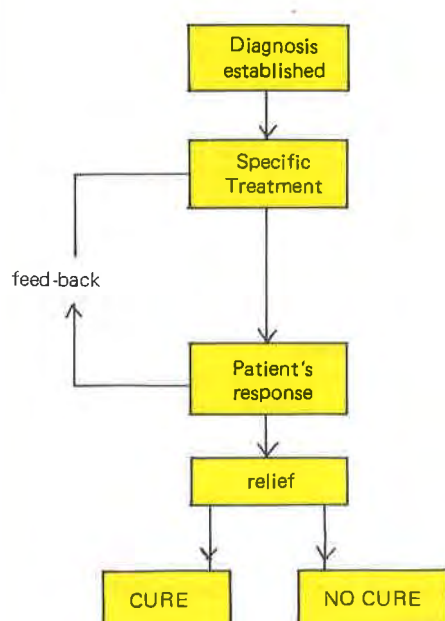 Diagnosis
established
Specific
Treatment
feed-back
Patient's
response
relief
CURE
NO CURE